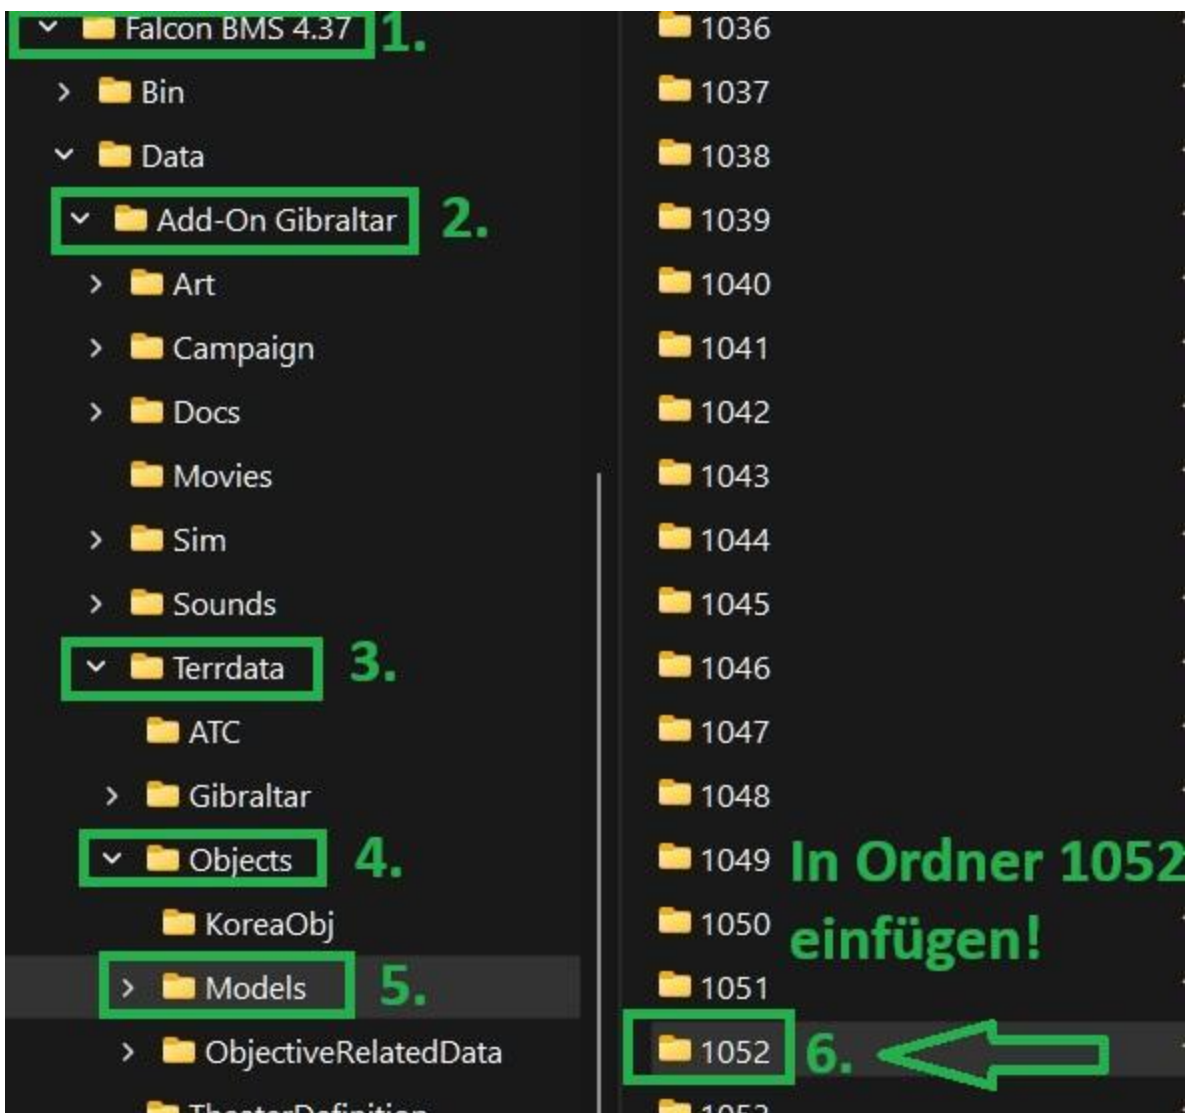 Falcon BMS 4.37 1.
Bin
Data
Add-On Gibraltar 2.
Art
Campaign
Docs
Movies
Sim
Sounds
Terrdata 3.
ATC
Gibraltar
Objects 4.
KoreaObj
Models 5.
ObjectiveRelatedData
TheaterDefinition
1036
1037
1038
1039
1040
1041
1042
1043
1044
1045
1046
1047
1048
1049
1050
1051
1052 6.
1053
In Ordner 1052
einfügen!